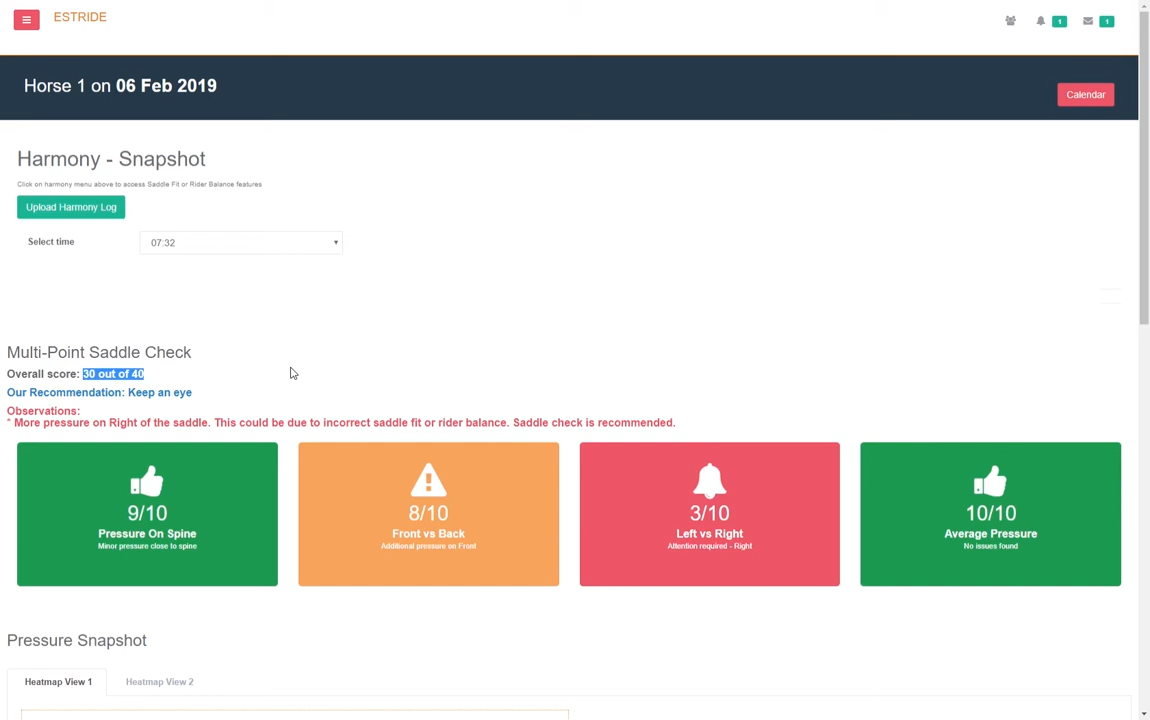 ESTRIDE
1
1
Horse 1 on 06 Feb 2019
Calendar
Harmony - Snapshot
Click on harmony menu above to access Saddle Fit or Rider Balance features
Upload Harmony Log
Select time
07:32
Multi-Point Saddle Check
Overall score: 30 out of 40
Our Recommendation: Keep an eye
Observations:
* More pressure on Right of the saddle. This could be due to incorrect saddle fit or rider balance. Saddle check is recommended.
9/10
Pressure On Spine
Minor pressure close to spine
8/10
Front vs Back
Additional pressure on Front
3/10
Left vs Right
Attention required - Right
10/10
Average Pressure
No issues found
Pressure Snapshot
Heatmap View 1
Heatmap View 2